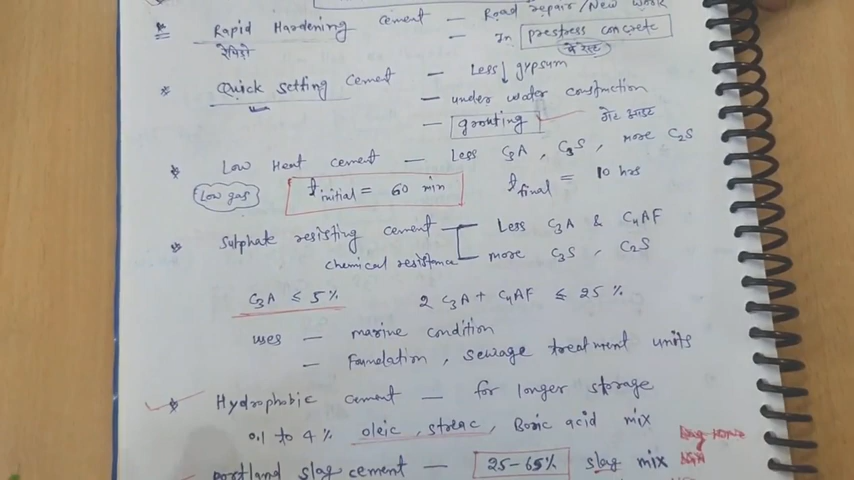 * Rapid Hardening cement — Road repair/New work
रेपिडो — In prestress concrete
* Quick setting cement — Less↓ gypsum
— under water construction
— grouting
* Low Heat cement — Less C3A, C3S, more C2S
Low gas t initial = 60 min t final = 10 hrs
* Sulphate resisting cement — Less C3A & C4AF
chemical resistance — more C3S, C2S
C3A ≤ 5% 2 C3A + C4AF ≤ 25%
uses — marine condition
— Foundation, sewage treatment units
* Hydrophobic cement — for longer storage
0.1 to 4% oleic, streac, Boric acid mix
Portland slag cement — 25-65% slag mix